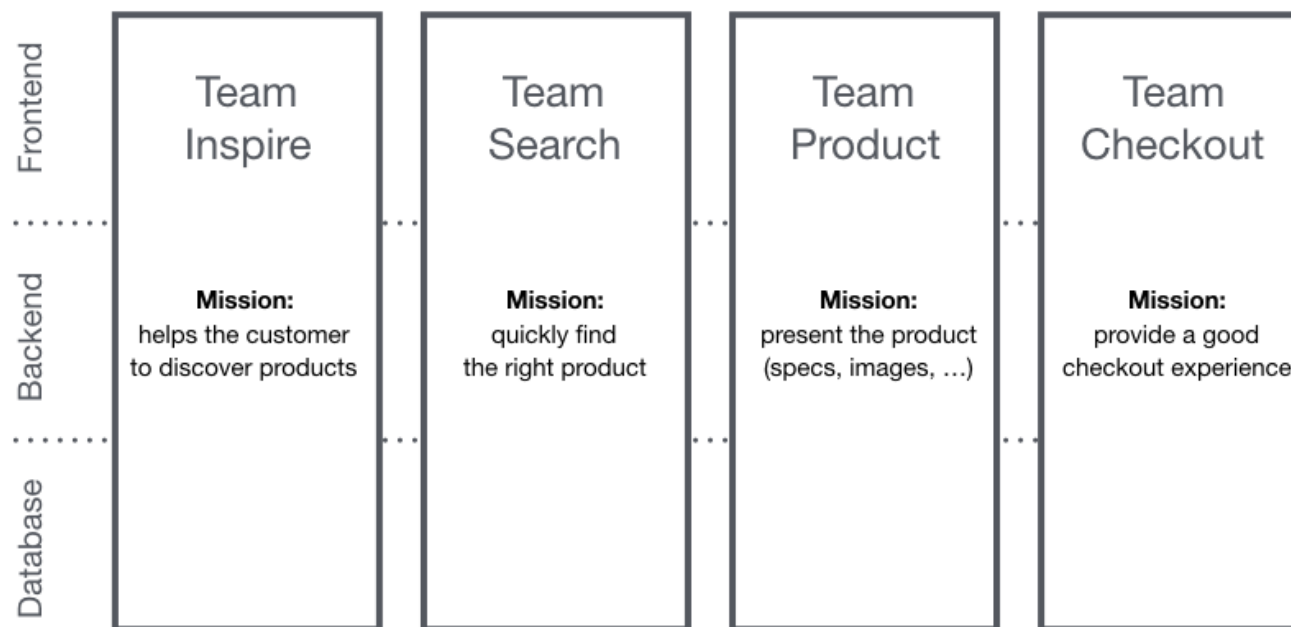 Frontend
Backend
Database
Team
Inspire
Mission:
helps the customer
to discover products
Team
Search
Mission:
quickly find
the right product
Team
Product
Mission:
present the product
(specs, images, …)
Team
Checkout
Mission:
provide a good
checkout experience